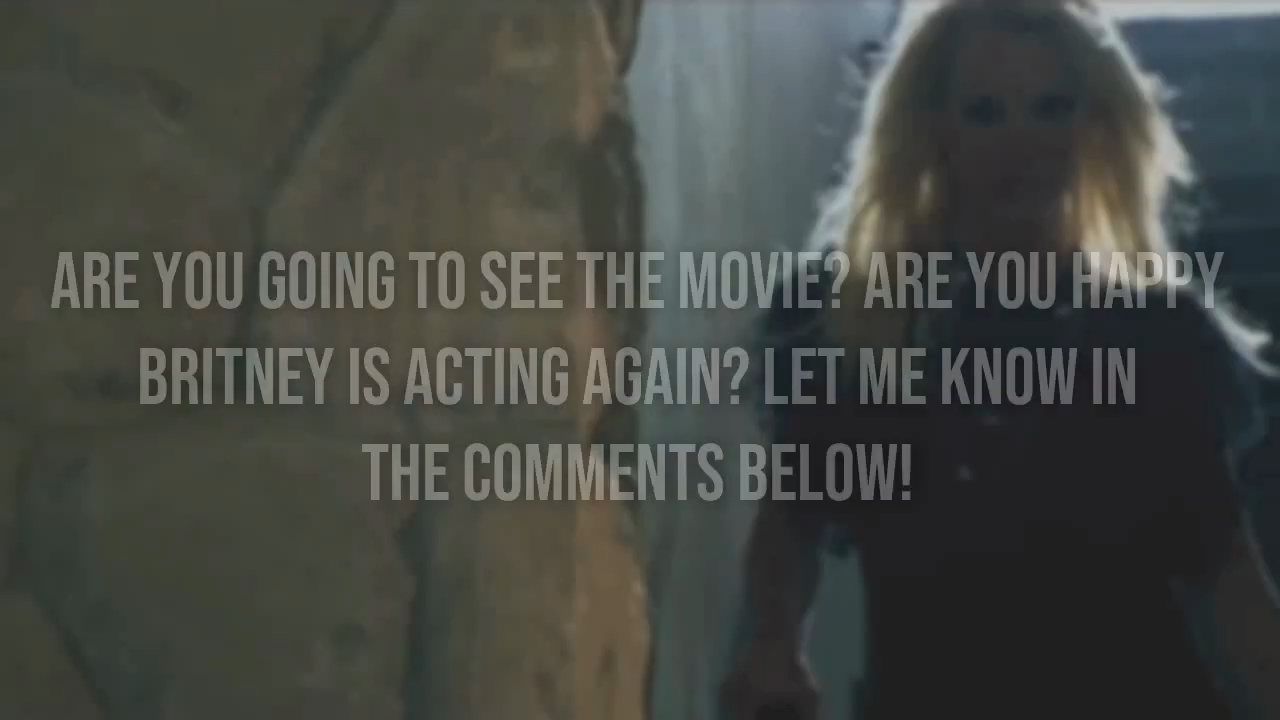 ARE YOU GOING TO SEE THE MOVIE? ARE YOU HAPPY
BRITNEY IS ACTING AGAIN? LET ME KNOW IN
THE COMMENTS BELOW!